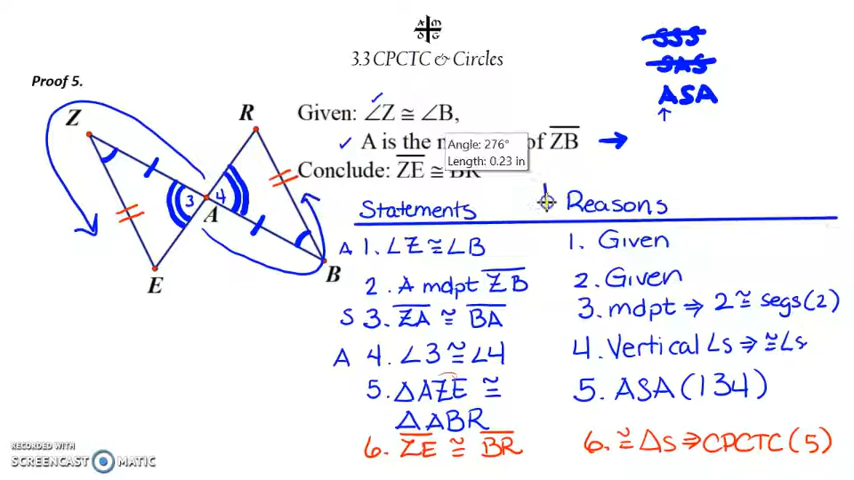 A M
D G
3.3 CPCTC & Circles
SSS
SAS
ASA
Proof 5.
Z
R
3
4
A
E
B
Given: ∠Z ≅ ∠B,
A is the m of ZB
Angle: 276°
Length: 0.23 in
Conclude: ZE ≅ BR
Statements Reasons
A 1. ∠Z ≅ ∠B 1. Given
2. A mdpt ZB 2. Given
S 3. ZA ≅ BA 3. mdpt ⇒ 2 ≅ segs (2)
A 4. ∠3 ≅ ∠4 4. Vertical ∠s ⇒ ≅ ∠s
5. △AZE ≅ 5. ASA (134)
△ABR
6. ZE ≅ BR 6. ≅ △s ⇒ CPCTC (5)
RECORDED WITH
SCREENCAST MATIC